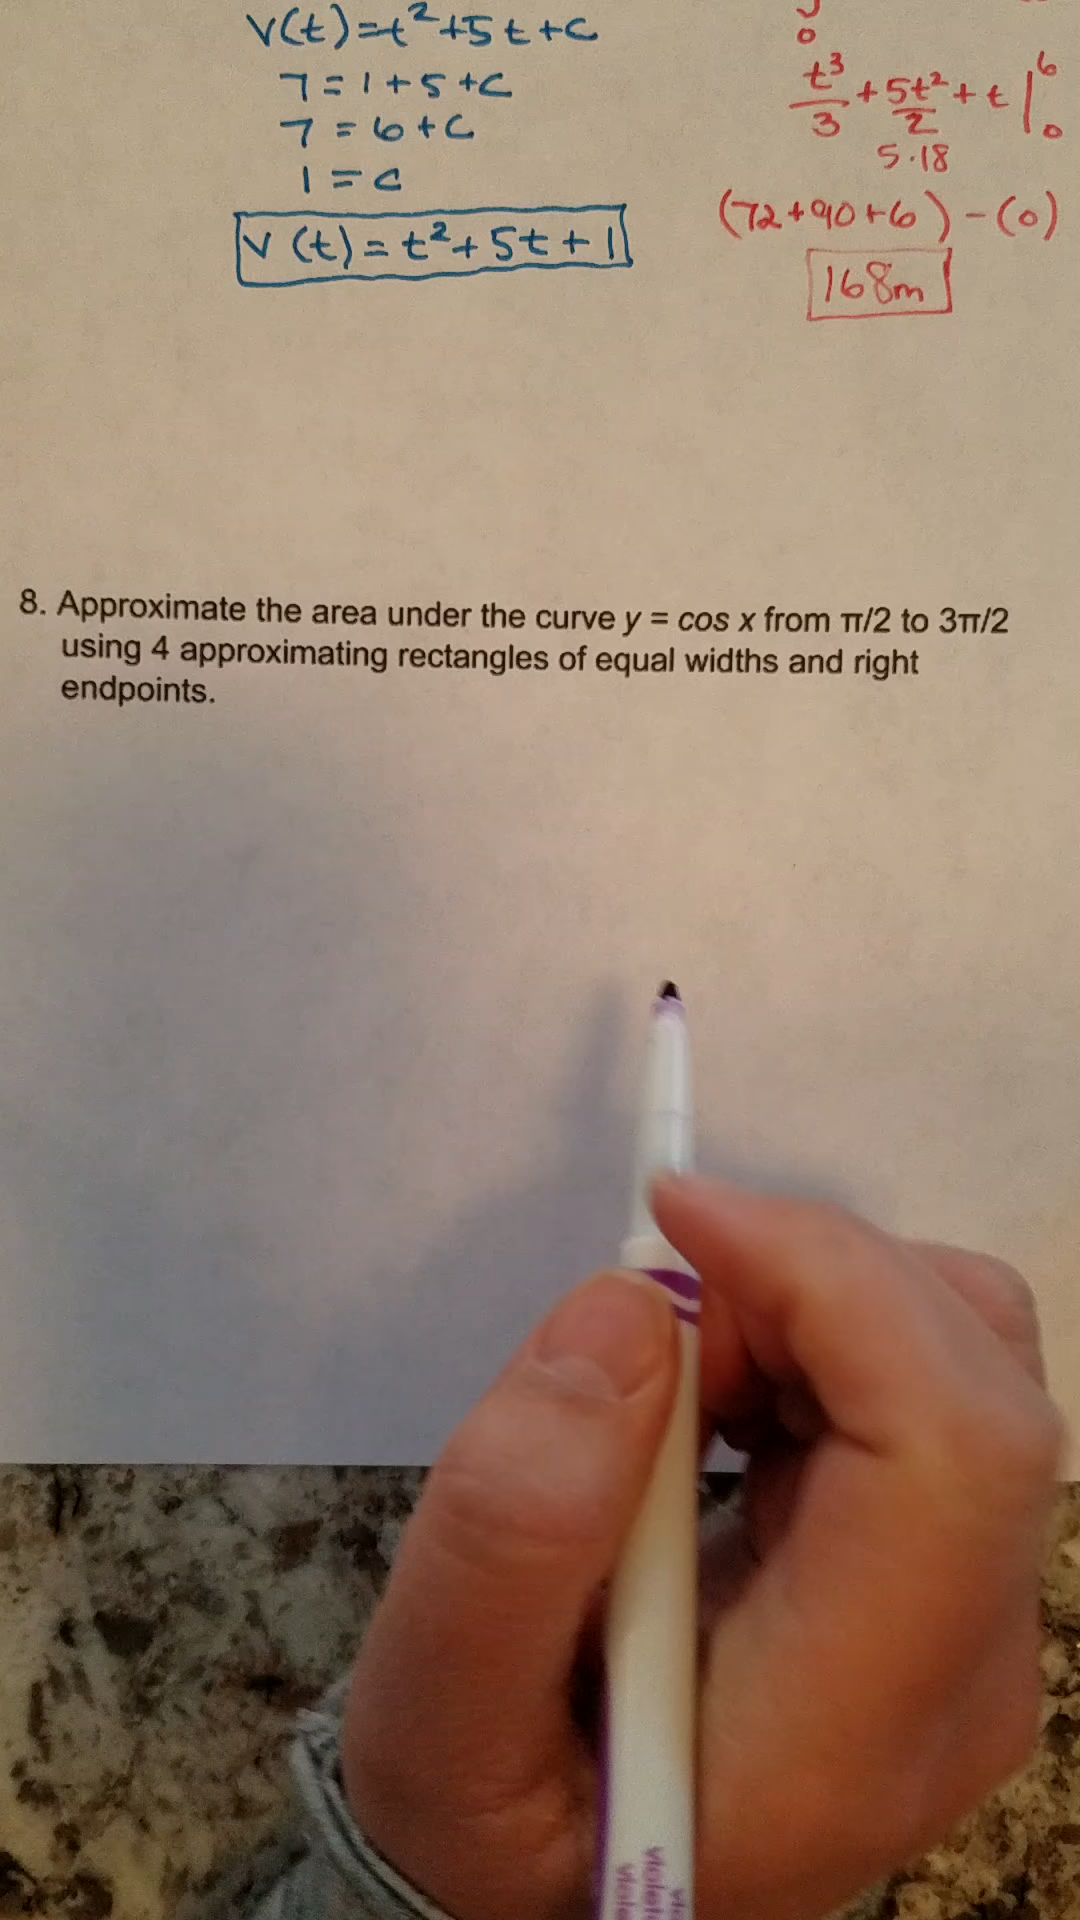 V(t)=t²+5t+C
7=1+5+C
7=6+C
1=C
V(t)=t²+5t+1
0
t³/3+5t²/2+t|⁶₀
5·18
(72+90+6)-(0)
168m
8. Approximate the area under the curve y = cos x from π/2 to 3π/2
using 4 approximating rectangles of equal widths and right
endpoints.